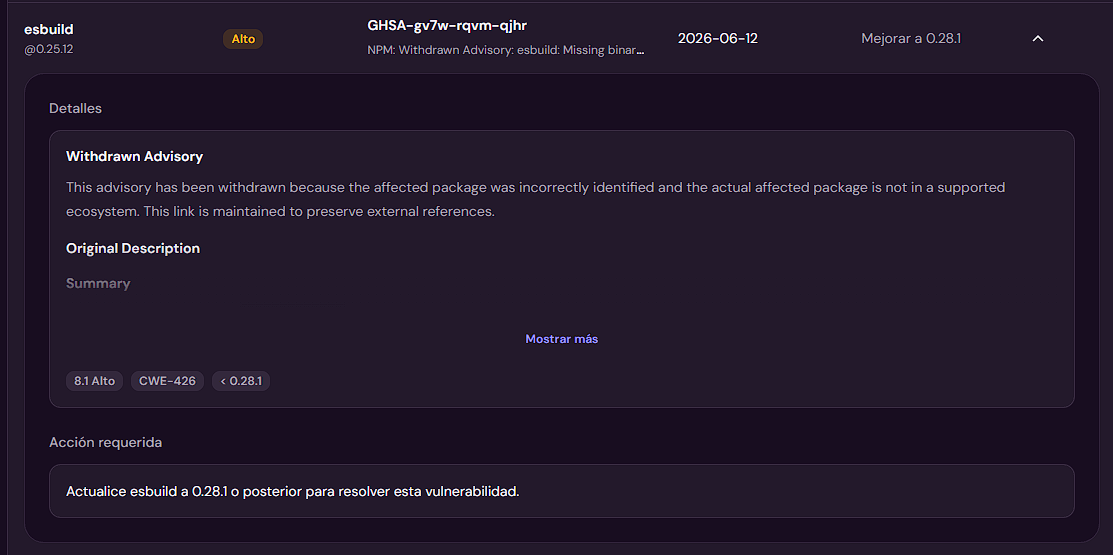 esbuild
@0.25.12
Alto
GHSA-gv7w-rqvm-qjhr
NPM: Withdrawn Advisory: esbuild: Missing binar...
2026-06-12
Mejorar a 0.28.1
Detalles
Withdrawn Advisory
This advisory has been withdrawn because the affected package was incorrectly identified and the actual affected package is not in a supported
ecosystem. This link is maintained to preserve external references.
Original Description
Summary
Mostrar más
8.1 Alto
CWE-426
< 0.28.1
Acción requerida
Actualice esbuild a 0.28.1 o posterior para resolver esta vulnerabilidad.